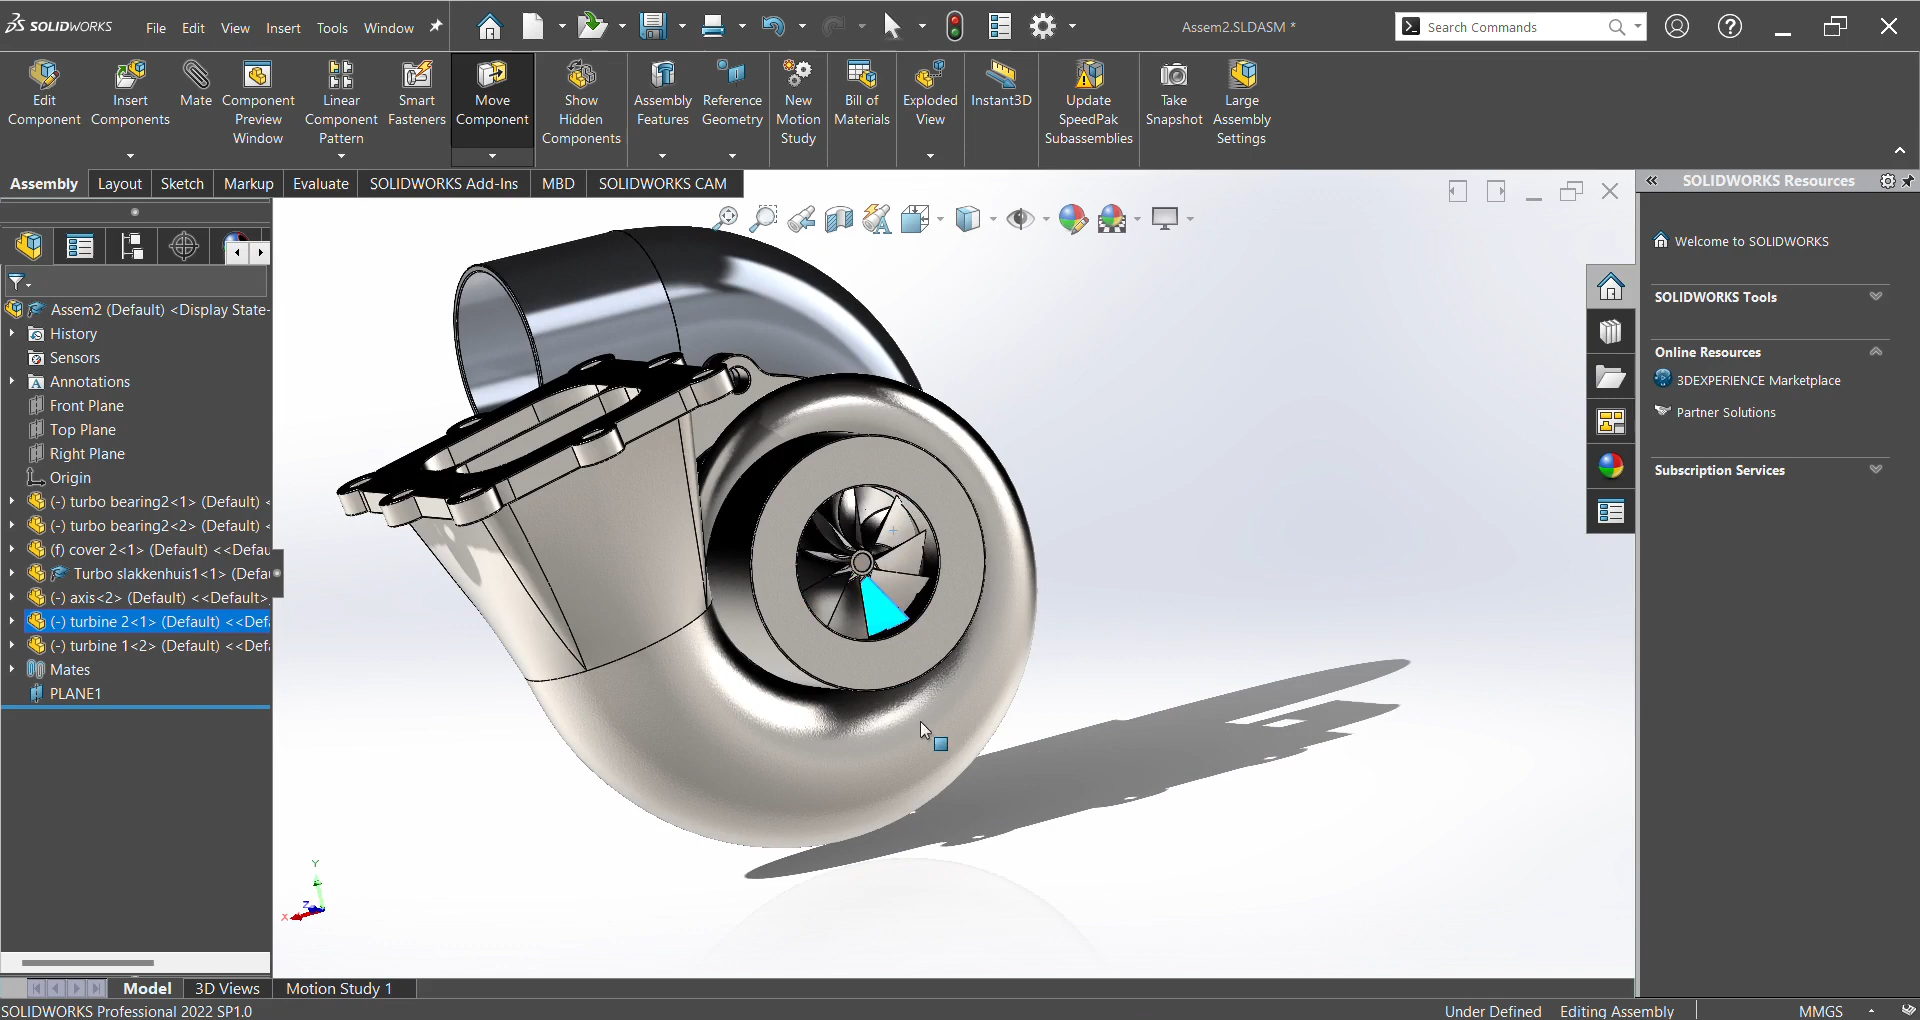 SOLIDWORKS File Edit View Insert Tools Window Assem2.SLDASM * Search Commands
Edit Component
Insert Components
Mate
Component Preview Window
Linear Component Pattern
Smart Fasteners
Move Component
Show Hidden Components
Assembly Features
Reference Geometry
New Motion Study
Bill of Materials
Exploded View
Instant3D
Update SpeedPak Subassemblies
Take Snapshot
Large Assembly Settings
Assembly Layout Sketch Markup Evaluate SOLIDWORKS Add-Ins MBD SOLIDWORKS CAM
Assem2 (Default) <Display State-
History
Sensors
Annotations
Front Plane
Top Plane
Right Plane
Origin
(-) turbo bearing2<1> (Default) <
(-) turbo bearing2<2> (Default) <
(f) cover 2<1> (Default) <<Defau
Turbo slakkenhuis1<1> (Defau
(-) axis<2> (Default) <<Default>
(-) turbine 2<1> (Default) <<Def
(-) turbine 1<2> (Default) <<Def
Mates
PLANE1
Y
Z
X
SOLIDWORKS Resources
Welcome to SOLIDWORKS
SOLIDWORKS Tools
Online Resources
3DEXPERIENCE Marketplace
Partner Solutions
Subscription Services
Model 3D Views Motion Study 1
SOLIDWORKS Professional 2022 SP1.0 Under Defined Editing Assembly MMGS